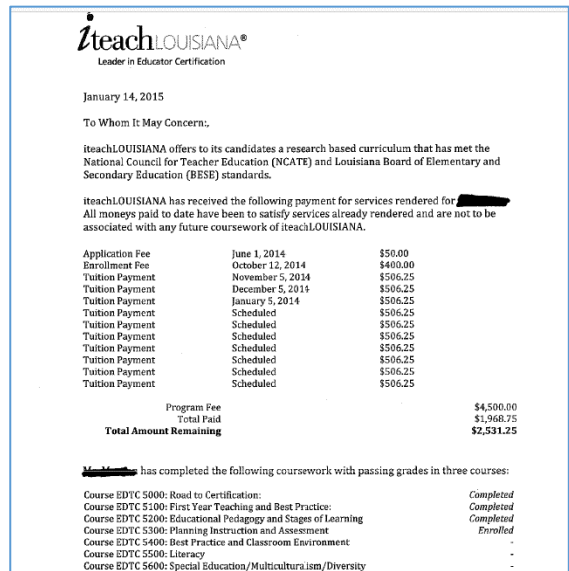 iteachLOUISIANA®
Leader in Educator Certification
January 14, 2015
To Whom It May Concern:,
iteachLOUISIANA offers to its candidates a research based curriculum that has met the
National Council for Teacher Education (NCATE) and Louisiana Board of Elementary and
Secondary Education (BESE) standards.
iteachLOUISIANA has received the following payment for services rendered for
All moneys paid to date have been to satisfy services already rendered and are not to be
associated with any future coursework of iteachLOUISIANA.
Application Fee June 1, 2014 $50.00
Enrollment Fee October 12, 2014 $400.00
Tuition Payment November 5, 2014 $506.25
Tuition Payment December 5, 2014 $506.25
Tuition Payment January 5, 2014 $506.25
Tuition Payment Scheduled $506.25
Tuition Payment Scheduled $506.25
Tuition Payment Scheduled $506.25
Tuition Payment Scheduled $506.25
Tuition Payment Scheduled $506.25
Tuition Payment Scheduled $506.25
Program Fee $4,500.00
Total Paid $1,968.75
Total Amount Remaining $2,531.25
has completed the following coursework with passing grades in three courses:
Course EDTC 5000: Road to Certification: Completed
Course EDTC 5100: First Year Teaching and Best Practice: Completed
Course EDTC 5200: Educational Pedagogy and Stages of Learning Completed
Course EDTC 5300: Planning Instruction and Assessment Enrolled
Course EDTC 5400: Best Practice and Classroom Environment -
Course EDTC 5500: Literacy -
Course EDTC 5600: Special Education/Multicultura.ism/Diversity -